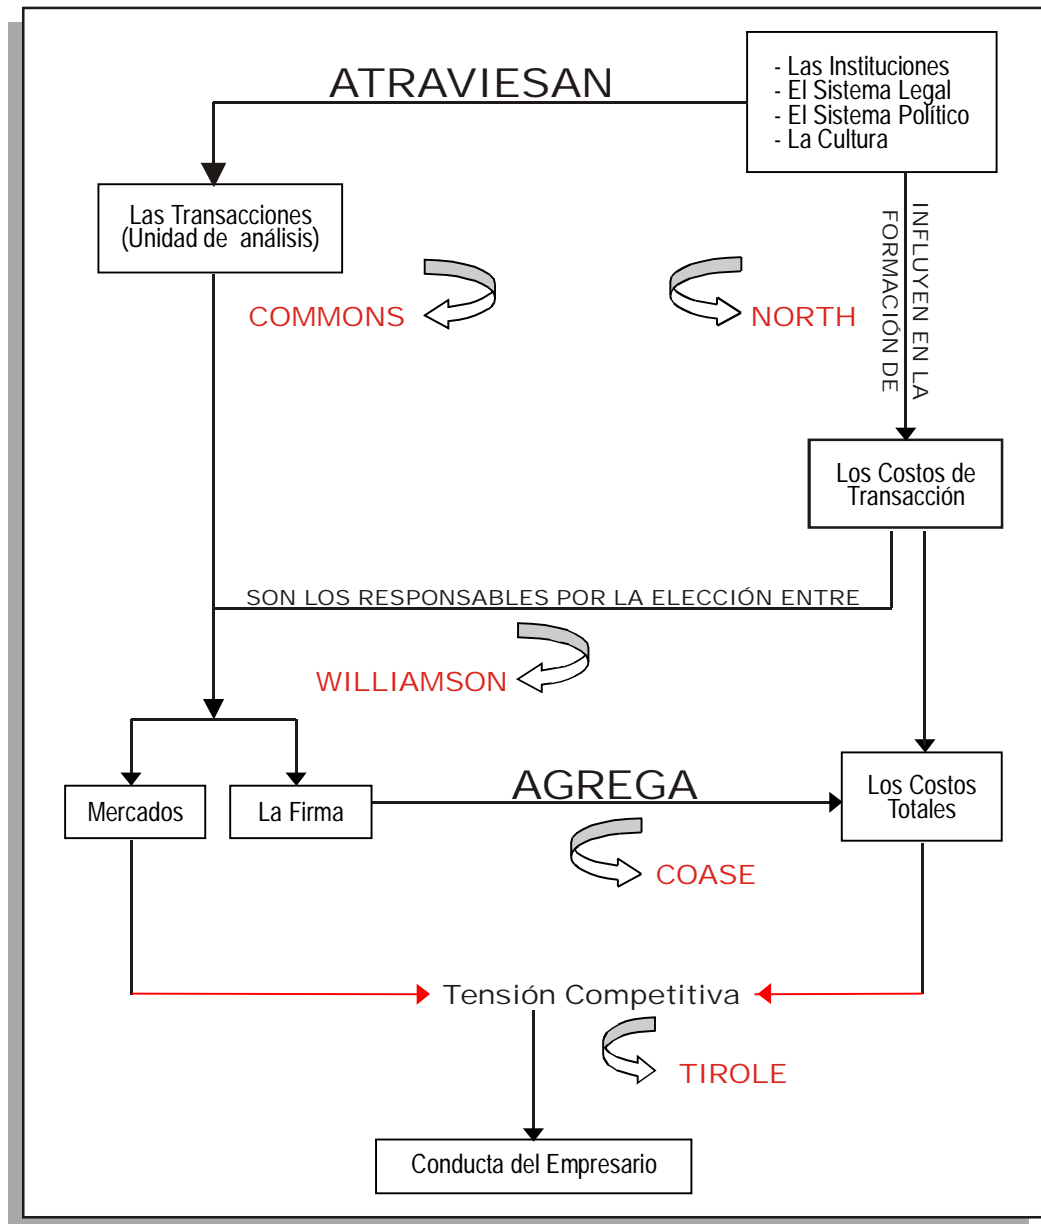 ATRAVIESAN
- Las Instituciones
- El Sistema Legal
- El Sistema Político
- La Cultura
Las Transacciones
(Unidad de análisis)
INFLUYEN EN LA
FORMACIÓN DE
COMMONS
NORTH
Los Costos de
Transacción
SON LOS RESPONSABLES POR LA ELECCIÓN ENTRE
WILLIAMSON
Mercados
La Firma
AGREGA
Los Costos
Totales
COASE
Tensión Competitiva
TIROLE
Conducta del Empresario